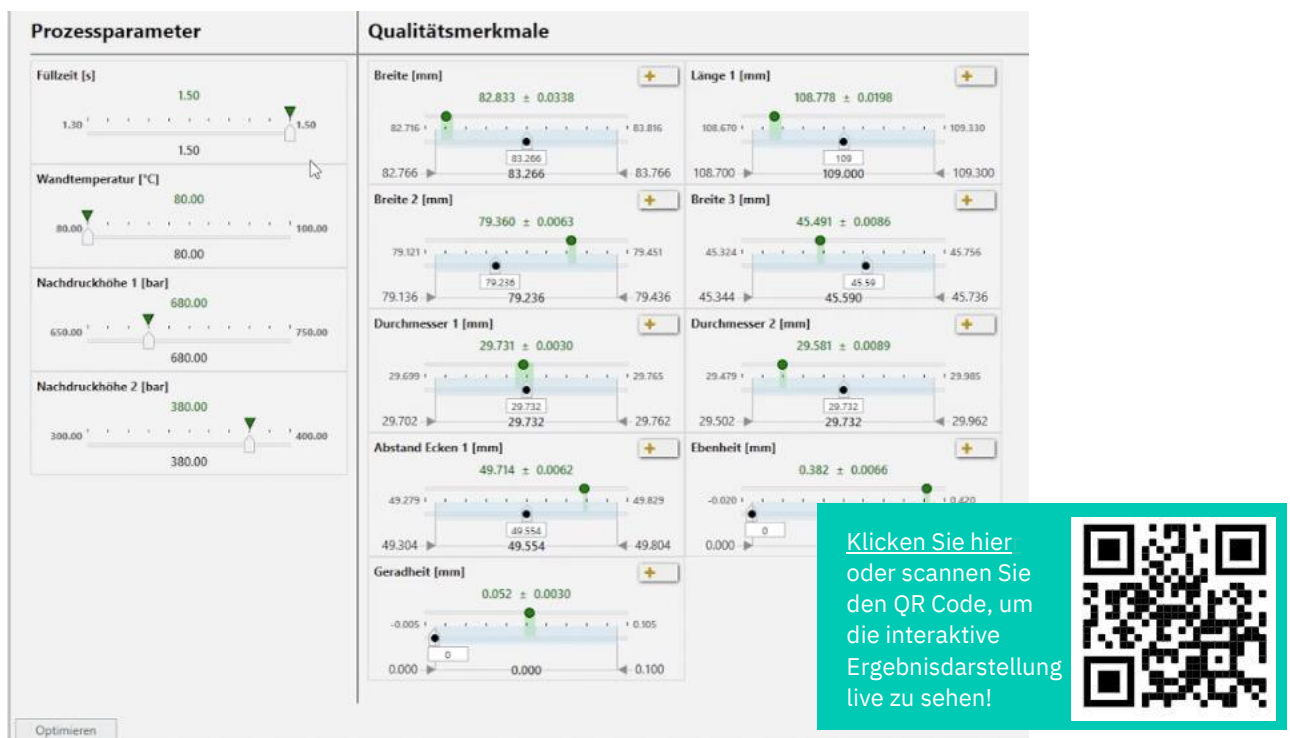 Prozessparameter
Qualitätsmerkmale
Füllzeit [s]
1.50
1.30
1.50
1.50
Wandtemperatur [°C]
80.00
80.00
100.00
80.00
Nachdruckhöhe 1 [bar]
680.00
650.00
750.00
680.00
Nachdruckhöhe 2 [bar]
380.00
300.00
400.00
380.00
Breite [mm]
82.833 ± 0.0338
82.716
83.816
83.266
82.766
83.266
83.766
Länge 1 [mm]
108.778 ± 0.0198
108.670
109.330
109
108.700
109.000
109.300
Breite 2 [mm]
79.360 ± 0.0063
79.121
79.451
79.236
79.136
79.236
79.436
Breite 3 [mm]
45.491 ± 0.0086
45.324
45.756
45.59
45.344
45.590
45.736
Durchmesser 1 [mm]
29.731 ± 0.0030
29.699
29.765
29.732
29.702
29.732
29.762
Durchmesser 2 [mm]
29.581 ± 0.0089
29.479
29.985
29.732
29.502
29.732
29.962
Abstand Ecken 1 [mm]
49.714 ± 0.0062
49.279
49.829
49.554
49.304
49.554
49.804
Ebenheit [mm]
0.382 ± 0.0066
-0.020
0.420
0
0.000
Geradheit [mm]
0.052 ± 0.0030
-0.005
0.105
0
0.000
0.000
0.100
Klicken Sie hier
oder scannen Sie
den QR Code, um
die interaktive
Ergebnisdarstellung
live zu sehen!
Optimieren